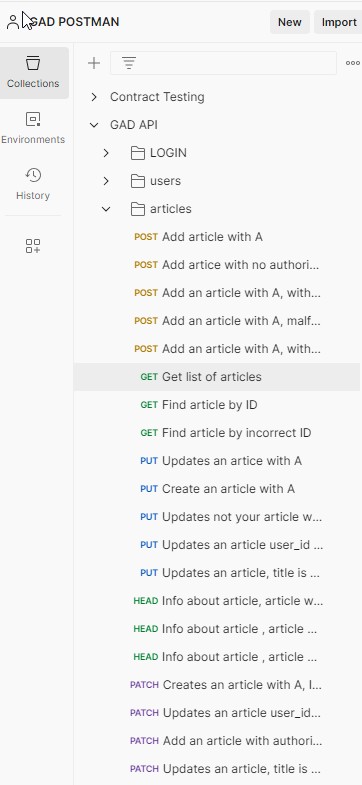 GAD POSTMAN
New
Import
Collections
Environments
History
Contract Testing
GAD API
LOGIN
users
articles
POST Add article with A
POST Add artice with no authori...
POST Add an article with A, with...
POST Add an article with A, malf...
POST Add an article with A, with...
GET Get list of articles
GET Find article by ID
GET Find article by incorrect ID
PUT Updates an artice with A
PUT Create an article with A
PUT Updates not your article w...
PUT Updates an article user_id ...
PUT Updates an article, title is ...
HEAD Info about article, article w...
HEAD Info about article , article ...
HEAD Info about article , article ...
PATCH Creates an article with A, I...
PATCH Updates an article user_id...
PATCH Add an article with authori...
PATCH Updates an article, title is ...